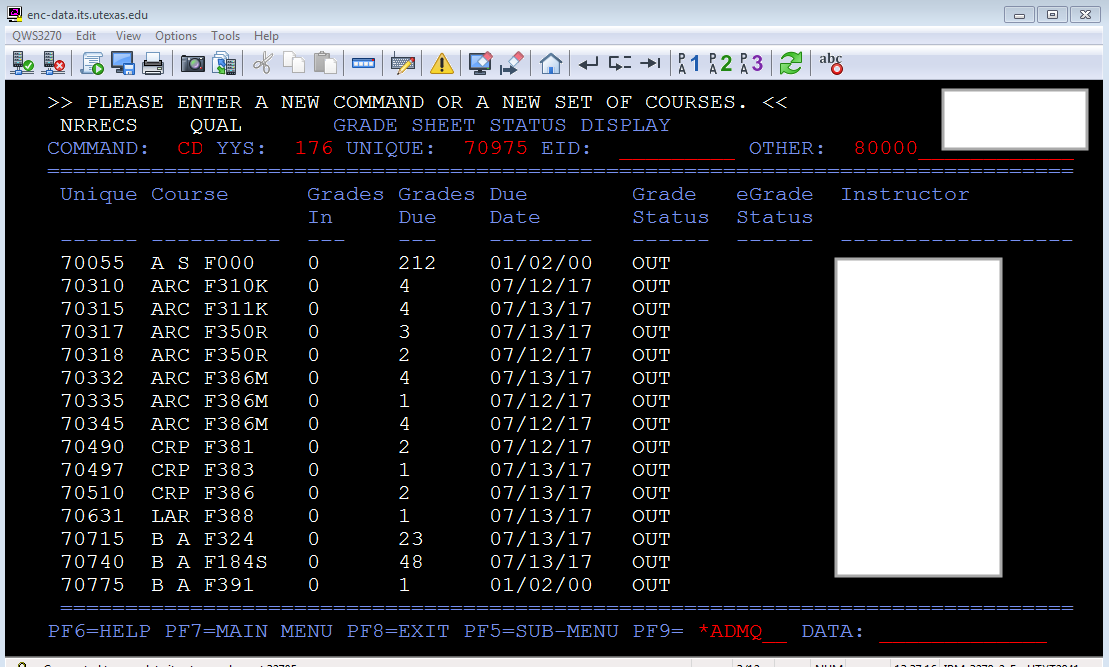 enc-data.its.utexas.edu
QWS3270 Edit View Options Tools Help
PA1 PA2 PA3 abc
>> PLEASE ENTER A NEW COMMAND OR A NEW SET OF COURSES. <<
NRRECS QUAL GRADE SHEET STATUS DISPLAY
COMMAND: CD YYS: 176 UNIQUE: 70975 EID: _________ OTHER: 80000____________
Unique Course Grades Grades Due Grade eGrade Instructor
In Due Date Status Status
------ ---------- --- --- -------- ------ ------ ------------------
70055 A S F000 0 212 01/02/00 OUT
70310 ARC F310K 0 4 07/12/17 OUT
70315 ARC F311K 0 4 07/13/17 OUT
70317 ARC F350R 0 3 07/13/17 OUT
70318 ARC F350R 0 2 07/12/17 OUT
70332 ARC F386M 0 4 07/13/17 OUT
70335 ARC F386M 0 1 07/12/17 OUT
70345 ARC F386M 0 4 07/12/17 OUT
70490 CRP F381 0 2 07/12/17 OUT
70497 CRP F383 0 1 07/13/17 OUT
70510 CRP F386 0 2 07/13/17 OUT
70631 LAR F388 0 1 07/13/17 OUT
70715 B A F324 0 23 07/13/17 OUT
70740 B A F184S 0 48 07/13/17 OUT
70775 B A F391 0 1 01/02/00 OUT
PF6=HELP PF7=MAIN MENU PF8=EXIT PF5=SUB-MENU PF9= *ADMQ__ DATA: _____________